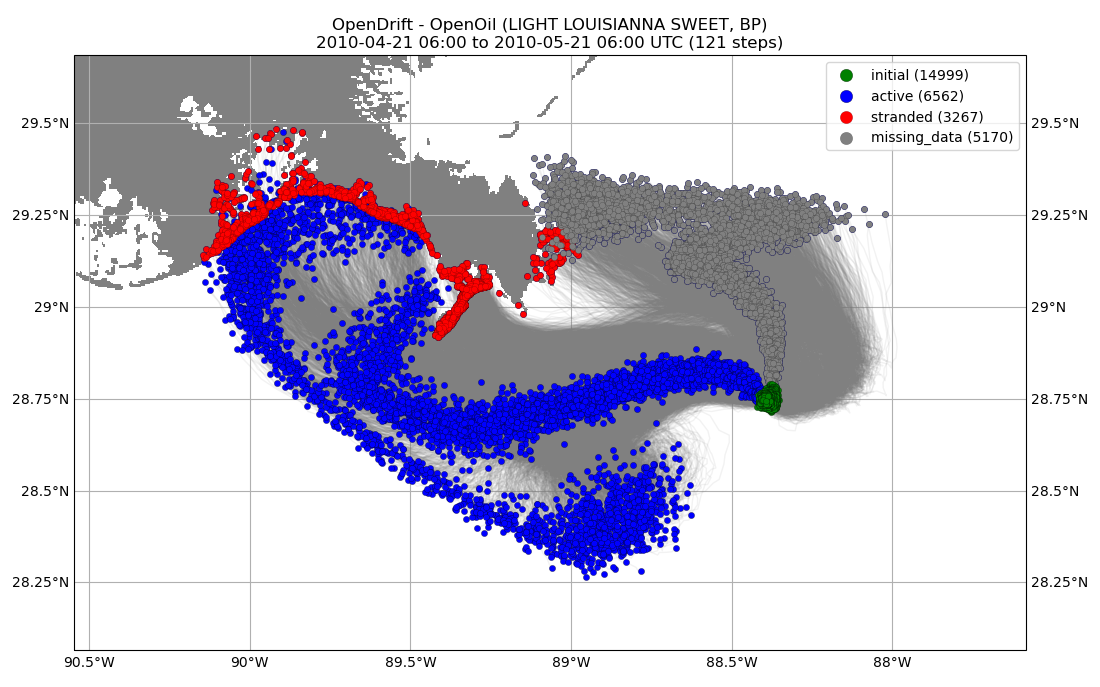 OpenDrift - OpenOil (LIGHT LOUISIANNA SWEET, BP)
2010-04-21 06:00 to 2010-05-21 06:00 UTC (121 steps)
initial (14999)
active (6562)
stranded (3267)
missing_data (5170)
29.5°N 29.5°N
29.25°N 29.25°N
29°N 29°N
28.75°N 28.75°N
28.5°N 28.5°N
28.25°N 28.25°N
90.5°W 90°W 89.5°W 89°W 88.5°W 88°W